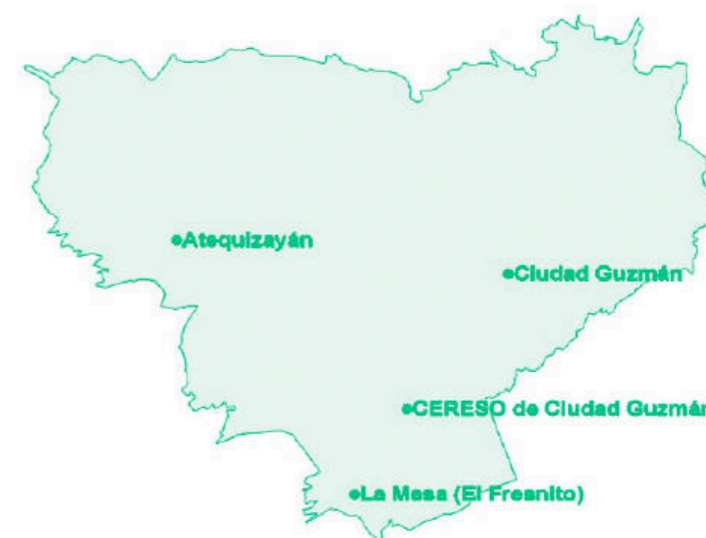 Atequizayán
Ciudad Guzmán
CERESO de Ciudad Guzmán
La Mesa (El Fresnito)